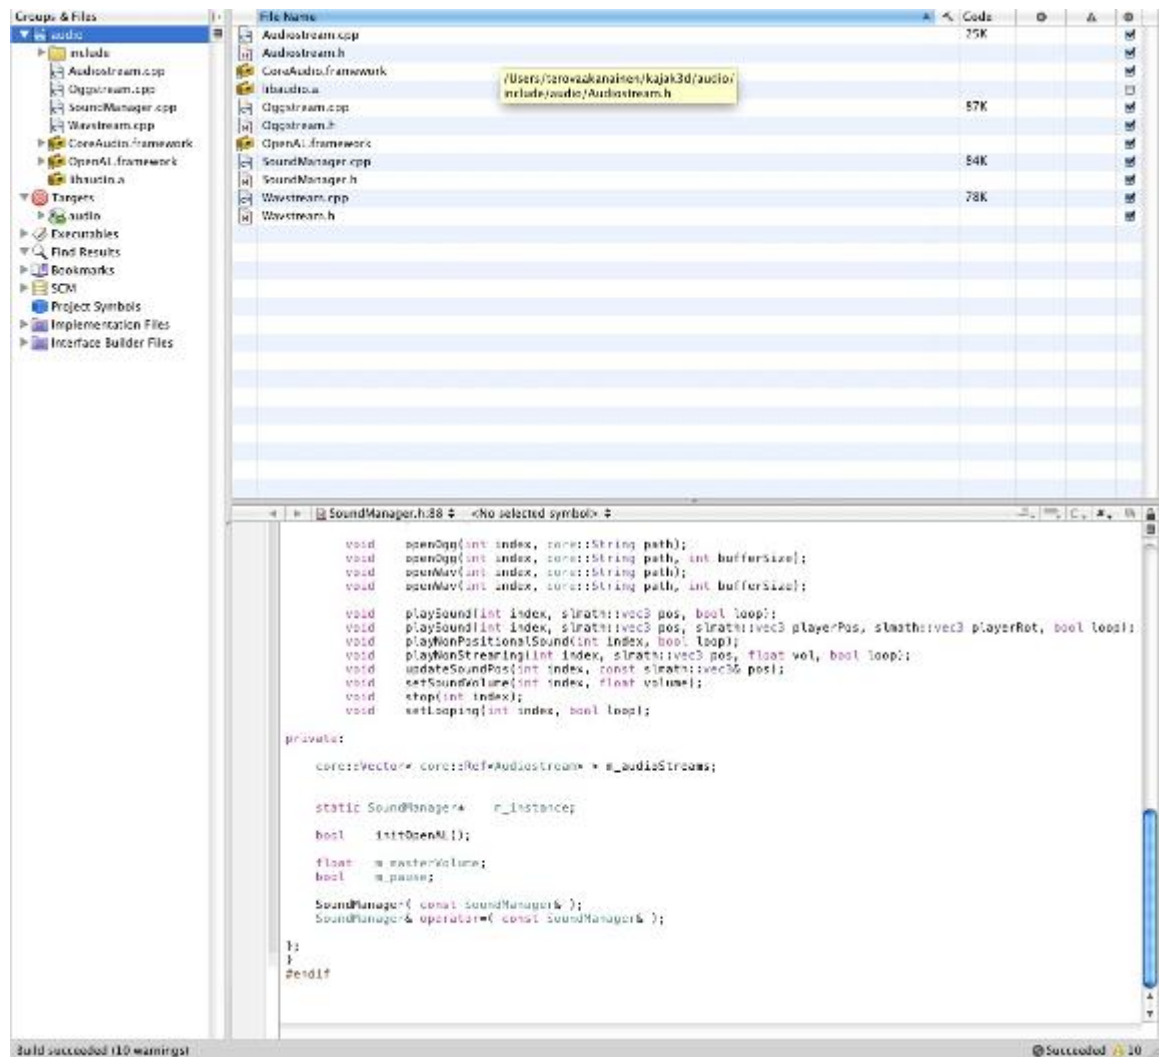 Groups & Files
audio
include
Audiostream.cpp
Oggstream.cpp
SoundManager.cpp
Wavstream.cpp
CoreAudio.framework
OpenAL.framework
libaudio.a
Targets
audio
Executables
Find Results
Bookmarks
SCM
Project Symbols
Implementation Files
Interface Builder Files
File Name Code
Audiostream.cpp 25K
Audiostream.h
CoreAudio.framework
libaudio.a
Oggstream.cpp 87K
Oggstream.h
OpenAL.framework
SoundManager.cpp 84K
SoundManager.h
Wavstream.cpp 78K
Wavstream.h
/Users/terovaakanainen/kajak3d/audio/
include/audio/Audiostream.h
SoundManager.h:88 <No selected symbol>
void openOgg(int index, core::String path);
void openOgg(int index, core::String path, int bufferSize);
void openWav(int index, core::String path);
void openWav(int index, core::String path, int bufferSize);
void playSound(int index, slmath::vec3 pos, bool loop);
void playSound(int index, slmath::vec3 pos, slmath::vec3 playerPos, slmath::vec3 playerRot, bool loop);
void playNonPositionalSound(int index, bool loop);
void playNonStreaming(int index, slmath::vec3 pos, float vol, bool loop);
void updateSoundPos(int index, const slmath::vec3& pos);
void setSoundVolume(int index, float volume);
void stop(int index);
void setLooping(int index, bool loop);
private:
core::Vector< core::Ref<Audiostream> > m_audioStreams;
static SoundManager* m_instance;
bool initOpenAL();
float m_masterVolume;
bool m_pause;
SoundManager( const SoundManager& );
SoundManager& operator=( const SoundManager& );
};
}
#endif
Build succeeded (10 warnings) Succeeded 10